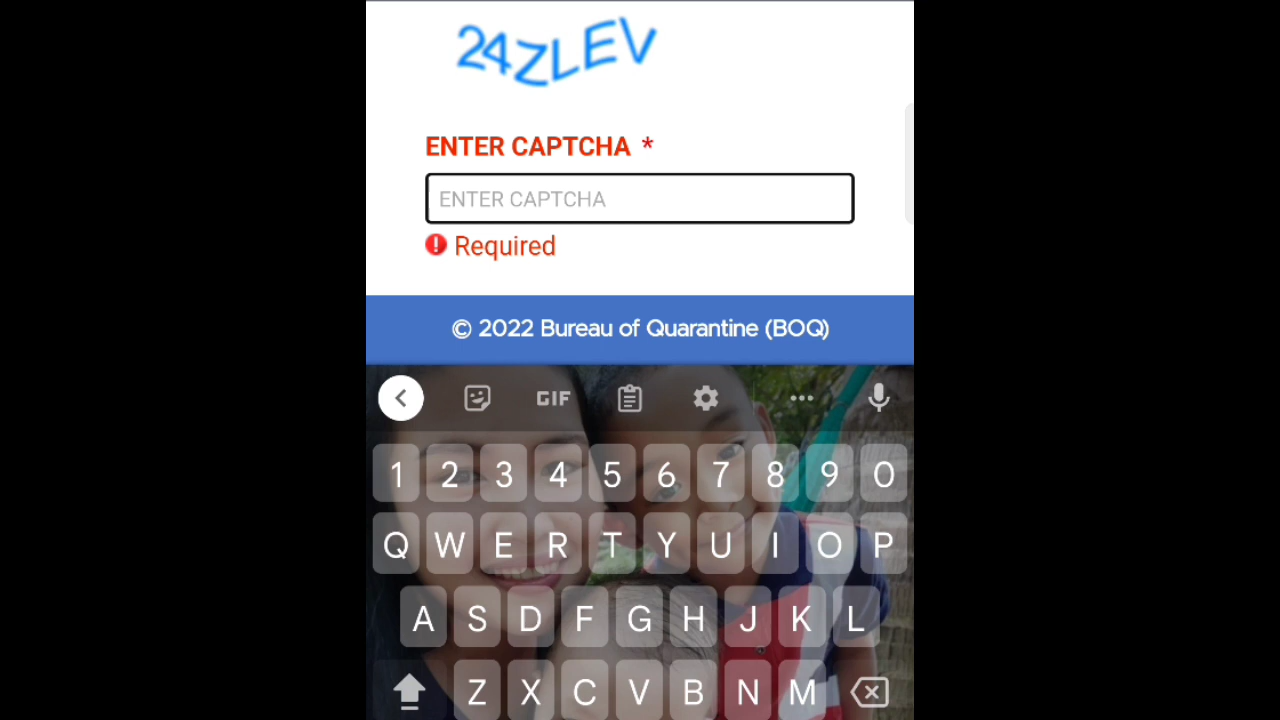 24ZLEV
ENTER CAPTCHA *
ENTER CAPTCHA
Required
© 2022 Bureau of Quarantine (BOQ)
GIF
1 2 3 4 5 6 7 8 9 0
Q W E R T Y U I O P
A S D F G H J K L
Z X C V B N M